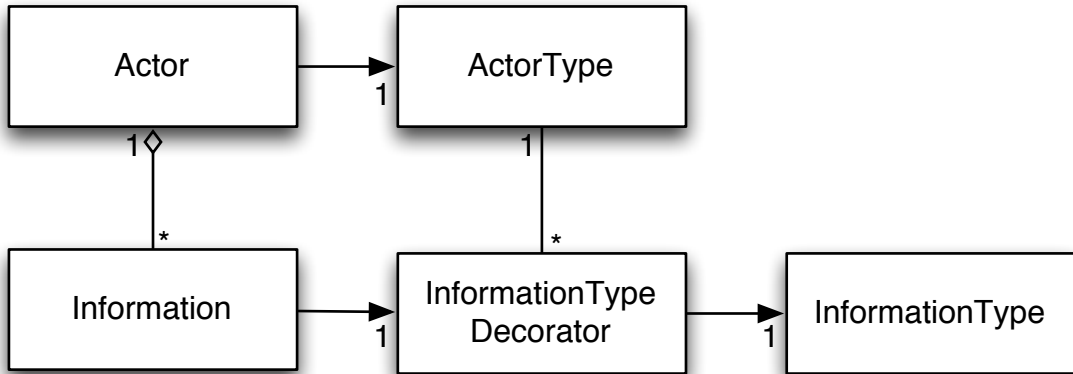 Actor
ActorType
1
1
1
*
*
Information
InformationType
Decorator
InformationType
1
1